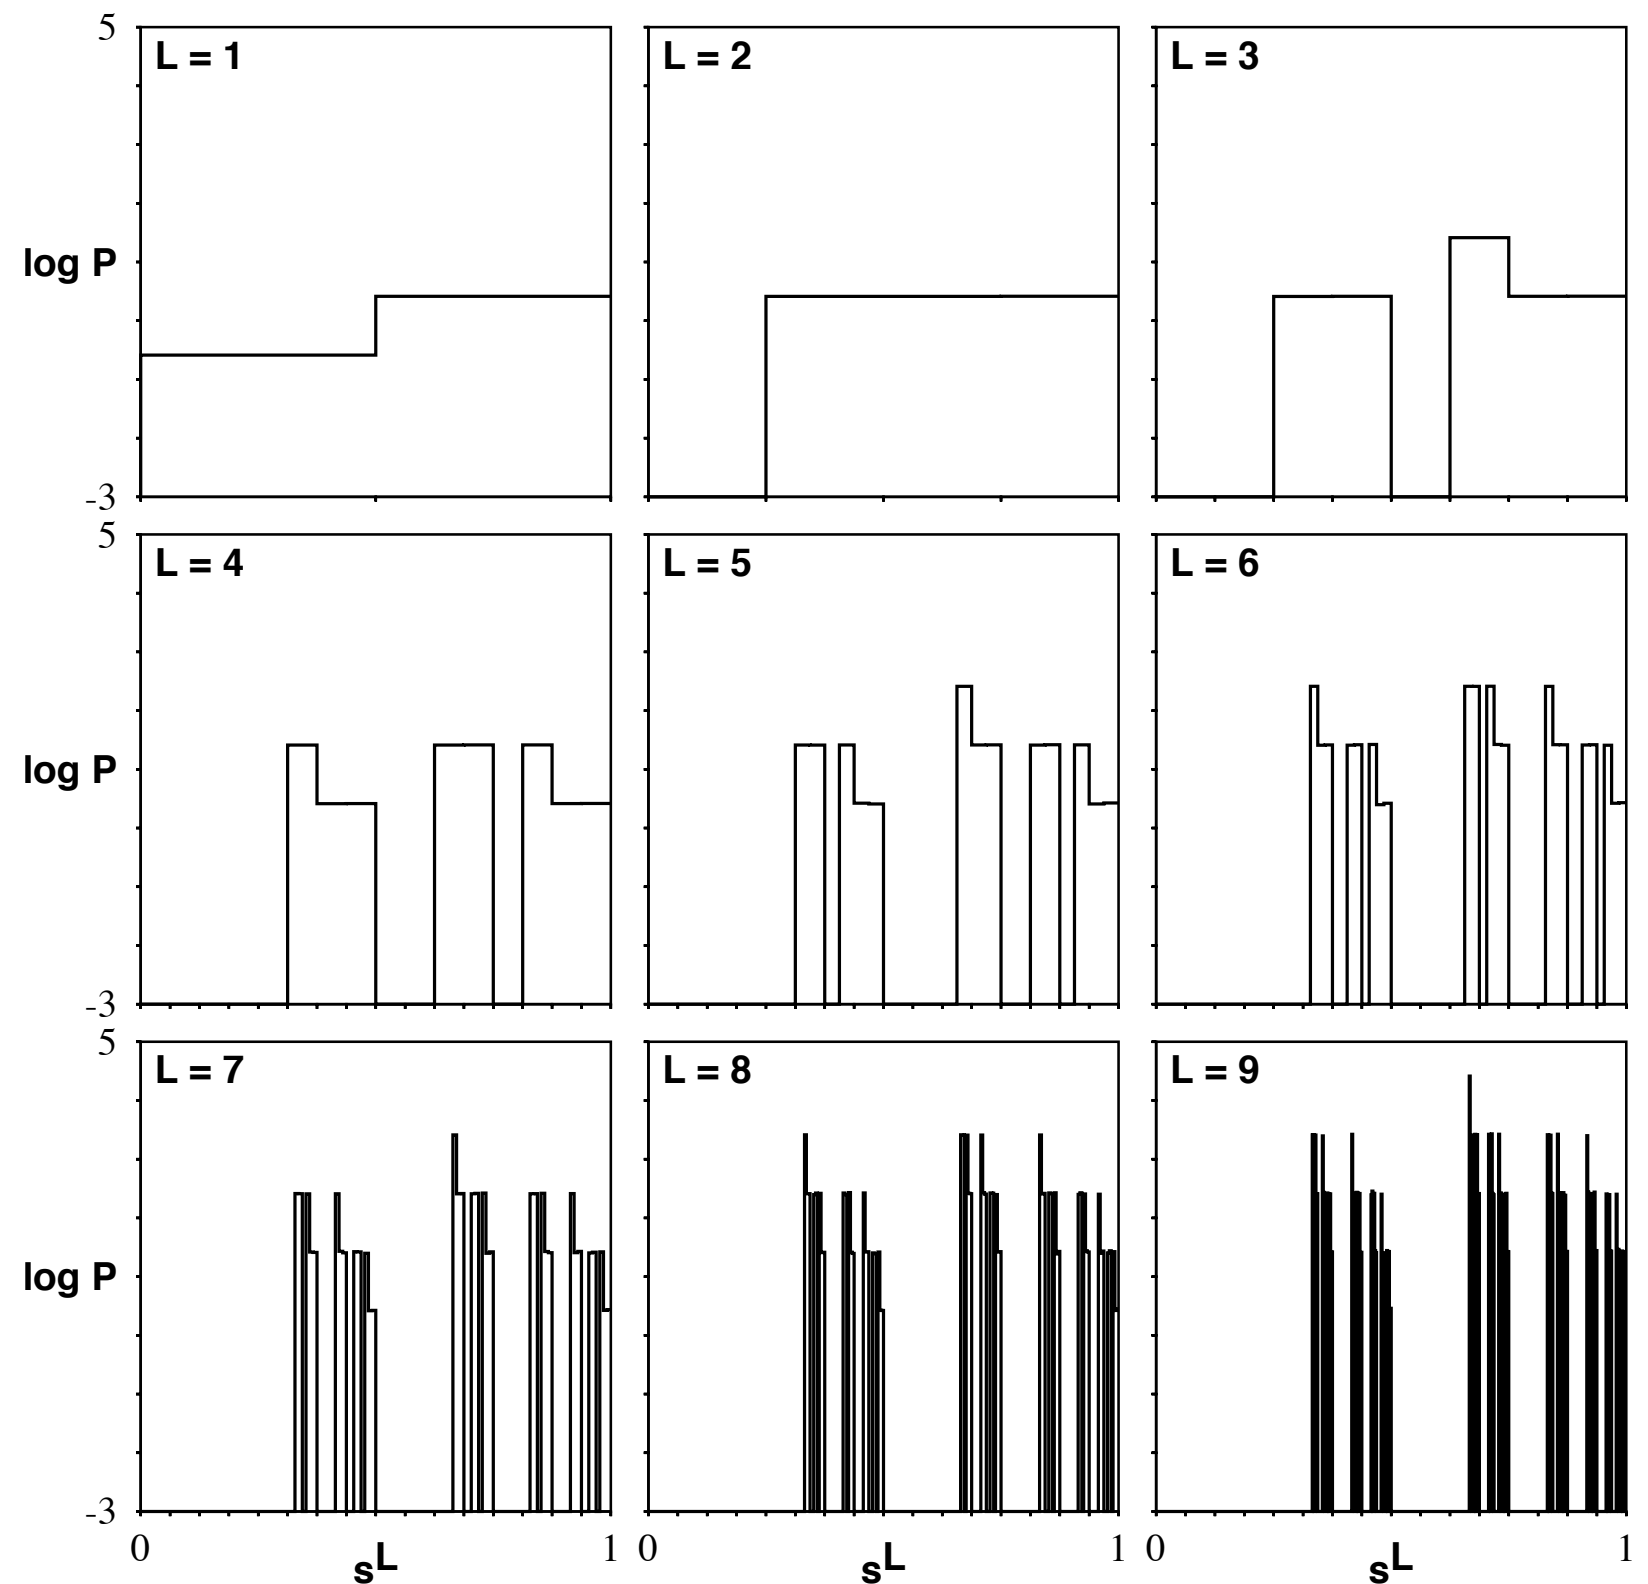 5
L = 1
L = 2
L = 3
log P
-3
5
L = 4
L = 5
L = 6
log P
-3
5
L = 7
L = 8
L = 9
log P
-3
0
1
0
1
0
1
sL
sL
sL